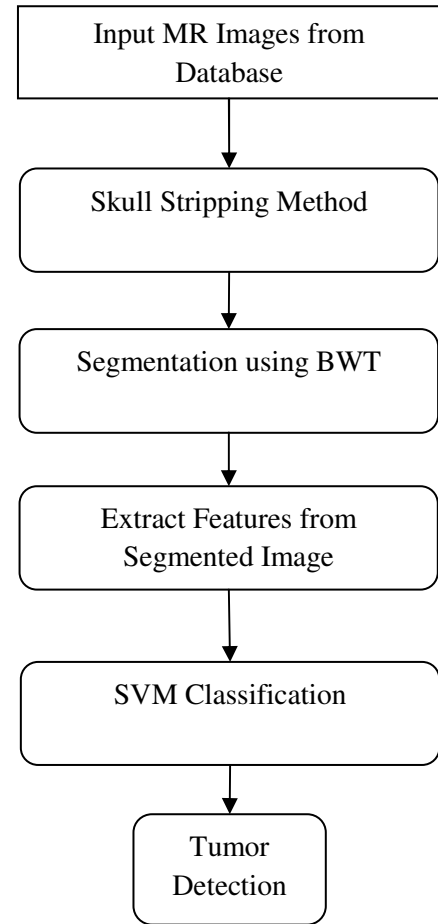 Input MR Images from
Database
Skull Stripping Method
Segmentation using BWT
Extract Features from
Segmented Image
SVM Classification
Tumor
Detection